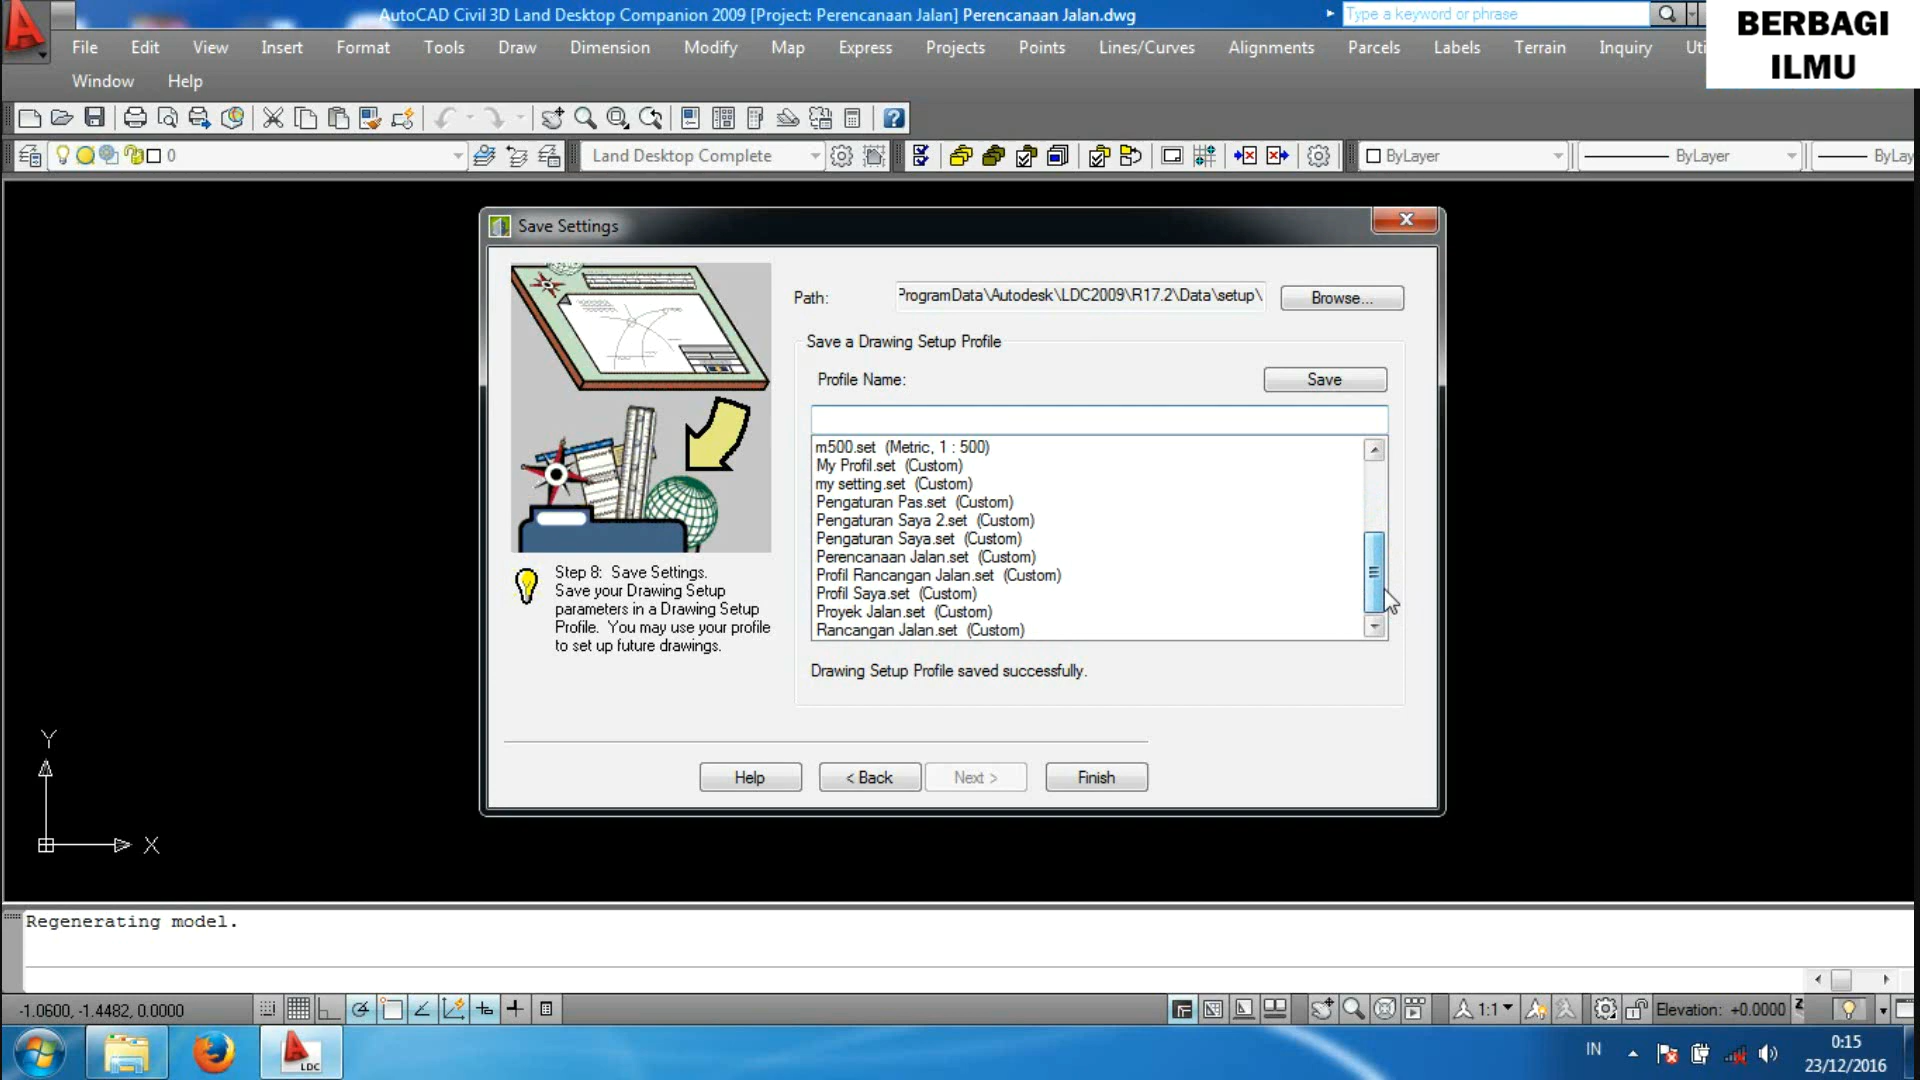 AutoCAD Civil 3D Land Desktop Companion 2009 [Project: Perencanaan Jalan] Perencanaan Jalan.dwg
Type a keyword or phrase
BERBAGI
ILMU
File Edit View Insert Format Tools Draw Dimension Modify Map Express Projects Points Lines/Curves Alignments Parcels Labels Terrain Inquiry Uti
Window Help
0
Land Desktop Complete
ByLayer
ByLayer
ByLay
Save Settings
Path: ProgramData\Autodesk\LDC2009\R17.2\Data\setup\ Browse...
Save a Drawing Setup Profile
Profile Name: Save
m500.set (Metric, 1 : 500)
My Profil.set (Custom)
my setting.set (Custom)
Pengaturan Pas.set (Custom)
Pengaturan Saya 2.set (Custom)
Pengaturan Saya.set (Custom)
Perencanaan Jalan.set (Custom)
Profil Rancangan Jalan.set (Custom)
Profil Saya.set (Custom)
Proyek Jalan.set (Custom)
Rancangan Jalan.set (Custom)
Step 8: Save Settings.
Save your Drawing Setup
parameters in a Drawing Setup
Profile. You may use your profile
to set up future drawings.
Drawing Setup Profile saved successfully.
Help < Back Next > Finish
Y
X
Regenerating model.
-1.0600, -1.4482, 0.0000
1:1
Elevation: +0.0000
LDC
IN
0:15
23/12/2016